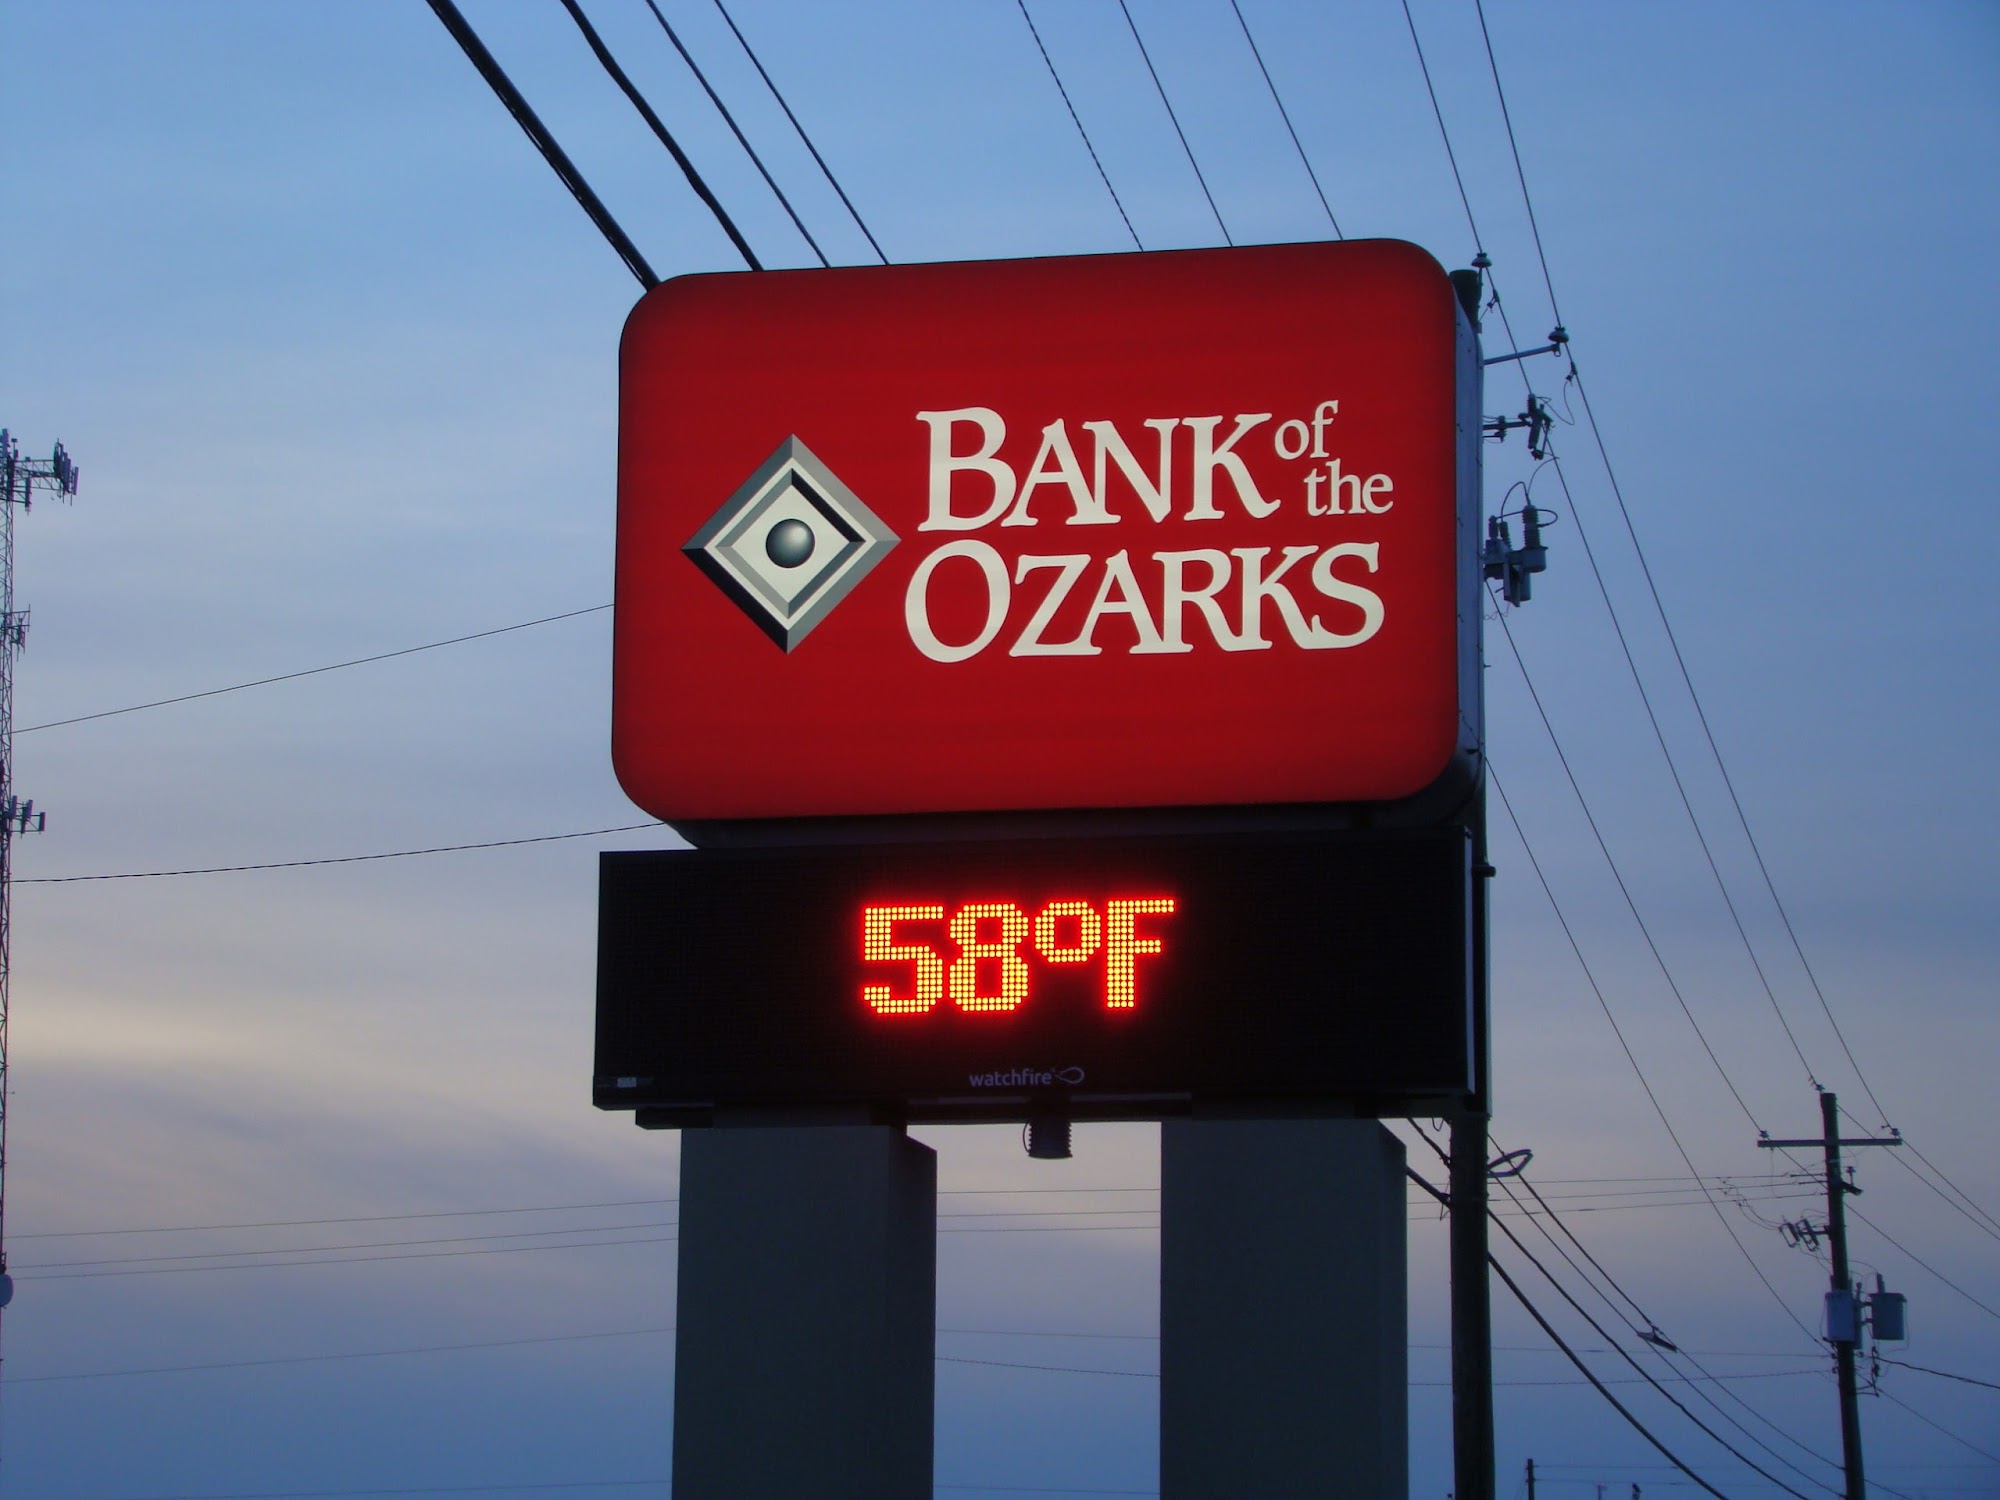 BANK of the
OZARKS
58°F
watchfire